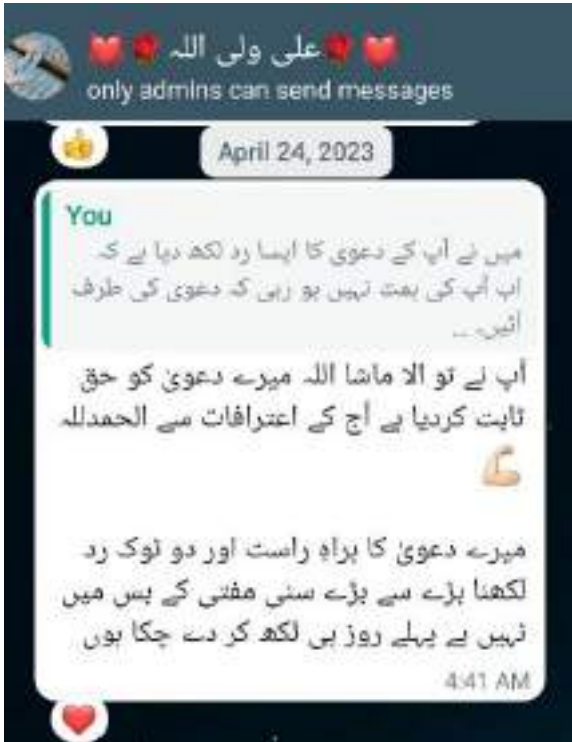 ❤️🌹علی ولی اللہ🌹❤️
only admins can send messages
April 24, 2023
You
میں نے آپ کے دعوی کا ایسا رد لکھ دیا ہے کہ
اب آپ کی ہمت نہیں ہو رہی کہ دعوی کی طرف
آئیں۔ ...
آپ نے تو الا ماشا اللہ میرے دعویٰ کو حق
ثابت کردیا ہے آج کے اعترافات سے الحمدللہ
💪🏻
میرے دعویٰ کا براہِ راست اور دو ٹوک رد
لکھنا بڑے سے بڑے سنی مفتی کے بس میں
نہیں ہے پہلے روز ہی لکھ کر دے چکا ہوں
4:41 AM